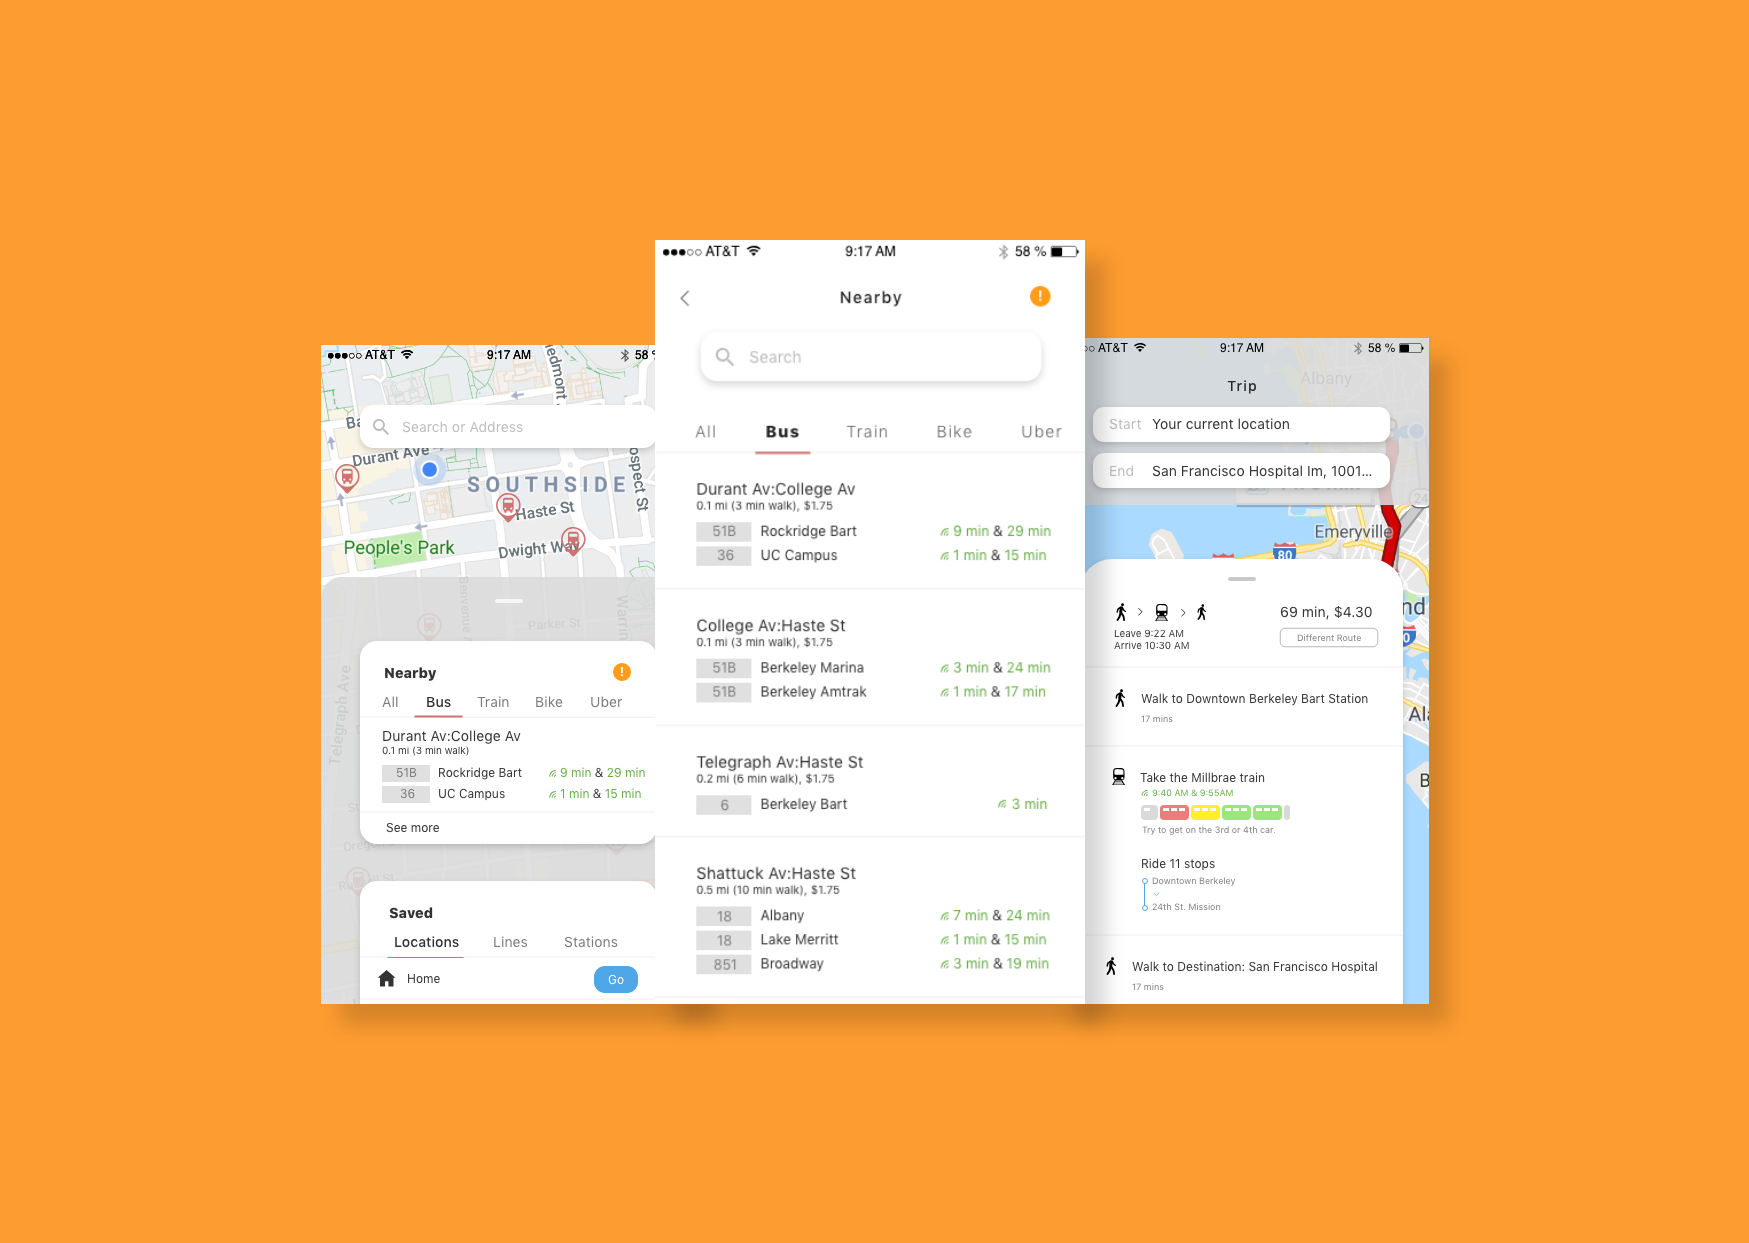 AT&T 9:17 AM 58 %
Search or Address
Durant Ave
SOUTHSIDE
Haste St
People's Park
Dwight Way
Parker St
Telegraph Ave
Nearby !
All Bus Train Bike Uber
Durant Av:College Av
0.1 mi (3 min walk)
51B Rockridge Bart 9 min & 29 min
36 UC Campus 1 min & 15 min
See more
Saved
Locations Lines Stations
Home Go
AT&T 9:17 AM 58 %
Nearby !
Search
All Bus Train Bike Uber
Durant Av:College Av
0.1 mi (3 min walk), $1.75
51B Rockridge Bart 9 min & 29 min
36 UC Campus 1 min & 15 min
College Av:Haste St
0.1 mi (3 min walk), $1.75
51B Berkeley Marina 3 min & 24 min
51B Berkeley Amtrak 1 min & 17 min
Telegraph Av:Haste St
0.2 mi (6 min walk), $1.75
6 Berkeley Bart 3 min
Shattuck Av:Haste St
0.5 mi (10 min walk), $1.75
18 Albany 7 min & 24 min
18 Lake Merritt 1 min & 15 min
851 Broadway 3 min & 19 min
AT&T 9:17 AM 58 %
Albany
Trip
Start Your current location
End San Francisco Hospital Im, 1001...
24
Emeryville
80
69 min, $4.30
Leave 9:22 AM
Different Route
Arrive 10:30 AM
Walk to Downtown Berkeley Bart Station
17 mins
Take the Millbrae train
9:40 AM & 9:55AM
Try to get on the 3rd or 4th car.
Ride 11 stops
Downtown Berkeley
24th St. Mission
Walk to Destination: San Francisco Hospital
17 mins